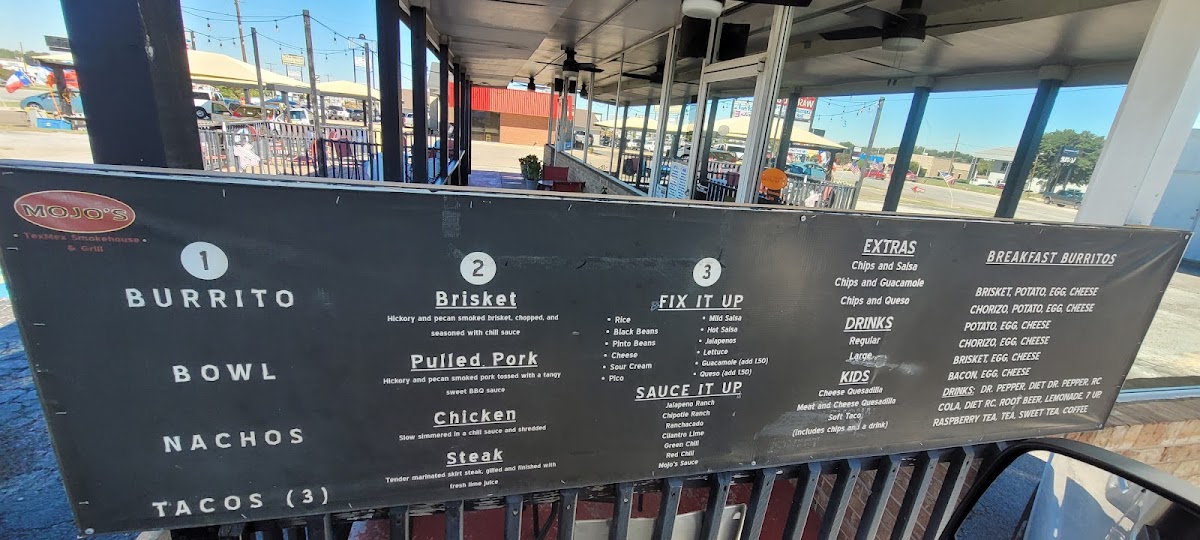 MOJO'S
• TexMex Smokehouse •
& Grill
1
BURRITO
BOWL
NACHOS
TACOS (3)
2
Brisket
Hickory and pecan smoked brisket, chopped, and
seasoned with chili sauce
Pulled Pork
Hickory and pecan smoked pork tossed with a tangy
sweet BBQ sauce
Chicken
Slow simmered in a chili sauce and shredded
Steak
Tender marinated skirt steak, grilled and finished with
fresh lime juice
3
FIX IT UP
• Rice
• Black Beans
• Pinto Beans
• Cheese
• Sour Cream
• Pico
• Mild Salsa
• Hot Salsa
• Jalapenos
• Lettuce
• Guacamole (add 1.50)
• Queso (add 1.50)
SAUCE IT UP
Jalapeno Ranch
Chipotle Ranch
Ranchacado
Cilantro Lime
Green Chili
Red Chili
Mojo's Sauce
EXTRAS
Chips and Salsa
Chips and Guacamole
Chips and Queso
DRINKS
Regular
Large
KIDS
Cheese Quesadilla
Meat and Cheese Quesadilla
Soft Taco
(includes chips and a drink)
BREAKFAST BURRITOS
BRISKET, POTATO, EGG, CHEESE
CHORIZO, POTATO, EGG, CHEESE
POTATO, EGG, CHEESE
CHORIZO, EGG, CHEESE
BRISKET, EGG, CHEESE
BACON, EGG, CHEESE
DRINKS: DR. PEPPER, DIET DR. PEPPER, RC
COLA, DIET RC, ROOT BEER, LEMONADE, 7 UP,
RASPBERRY TEA, TEA, SWEET TEA, COFFEE